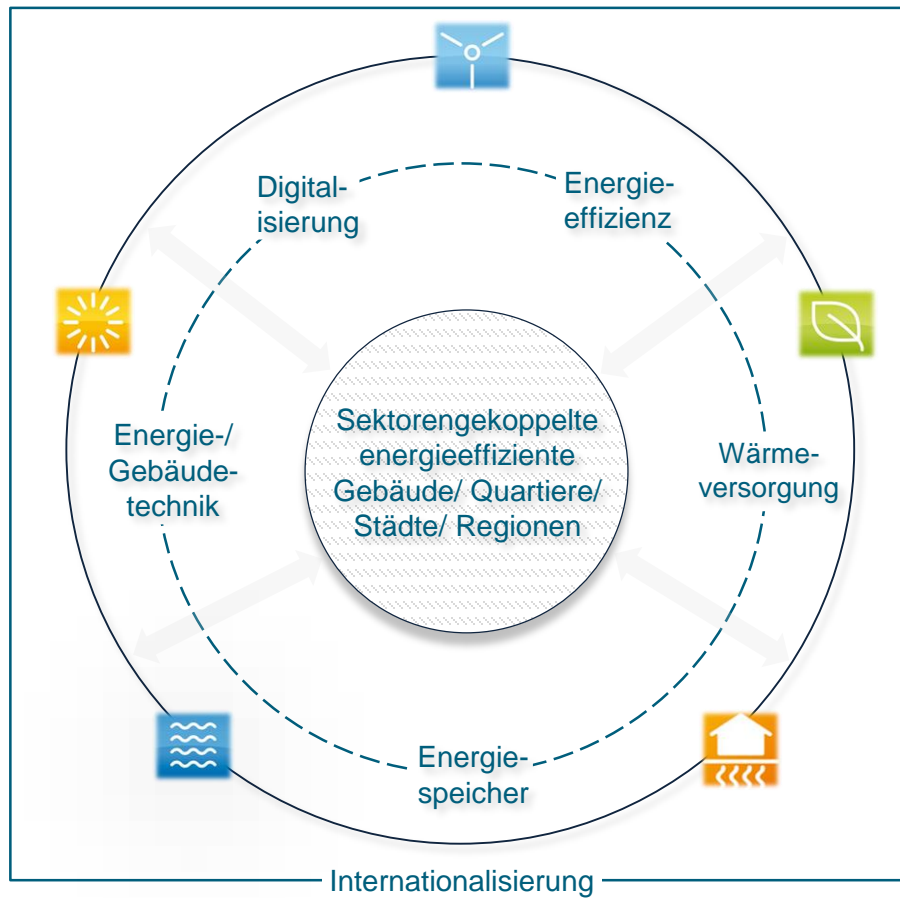 Digital-
isierung
Energie-
effizienz
Energie-/
Gebäude-
technik
Sektorengekoppelte
energieeffiziente
Gebäude/ Quartiere/
Städte/ Regionen
Wärme-
versorgung
Energie-
speicher
Internationalisierung